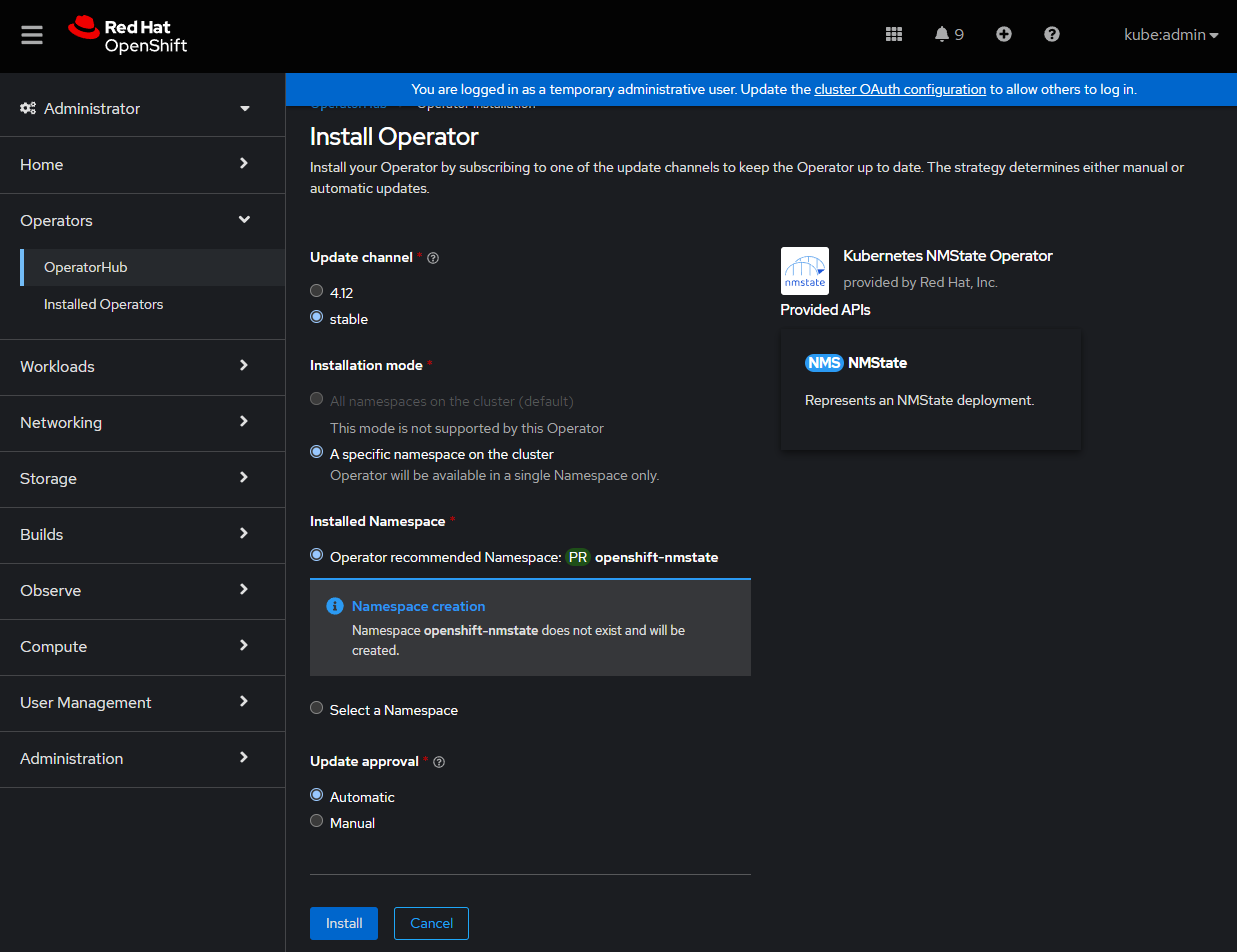 Red Hat
OpenShift
9
kube:admin
Administrator
Home
Operators
OperatorHub
Installed Operators
Workloads
Networking
Storage
Builds
Observe
Compute
User Management
Administration
You are logged in as a temporary administrative user. Update the cluster OAuth configuration to allow others to log in.
OperatorHub Operator Installation
Install Operator
Install your Operator by subscribing to one of the update channels to keep the Operator up to date. The strategy determines either manual or
automatic updates.
Update channel *
4.12
stable
Installation mode *
All namespaces on the cluster (default)
This mode is not supported by this Operator
A specific namespace on the cluster
Operator will be available in a single Namespace only.
Installed Namespace *
Operator recommended Namespace: PR openshift-nmstate
Namespace creation
Namespace openshift-nmstate does not exist and will be
created.
Select a Namespace
Update approval *
Automatic
Manual
Install
Cancel
nmstate
Kubernetes NMState Operator
provided by Red Hat, Inc.
Provided APIs
NMS NMState
Represents an NMState deployment.